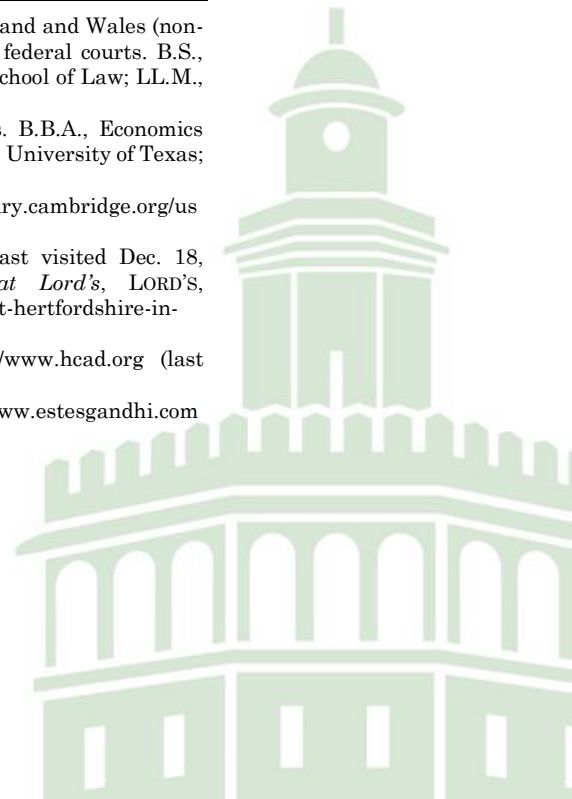 and and Wales (non-
federal courts. B.S.,
chool of Law; LL.M.,
. B.B.A., Economics
University of Texas;
ry.cambridge.org/us
ast visited Dec. 18,
at Lord's, LORD'S,
t-hertfordshire-in-
/www.hcad.org (last
ww.estesgandhi.com